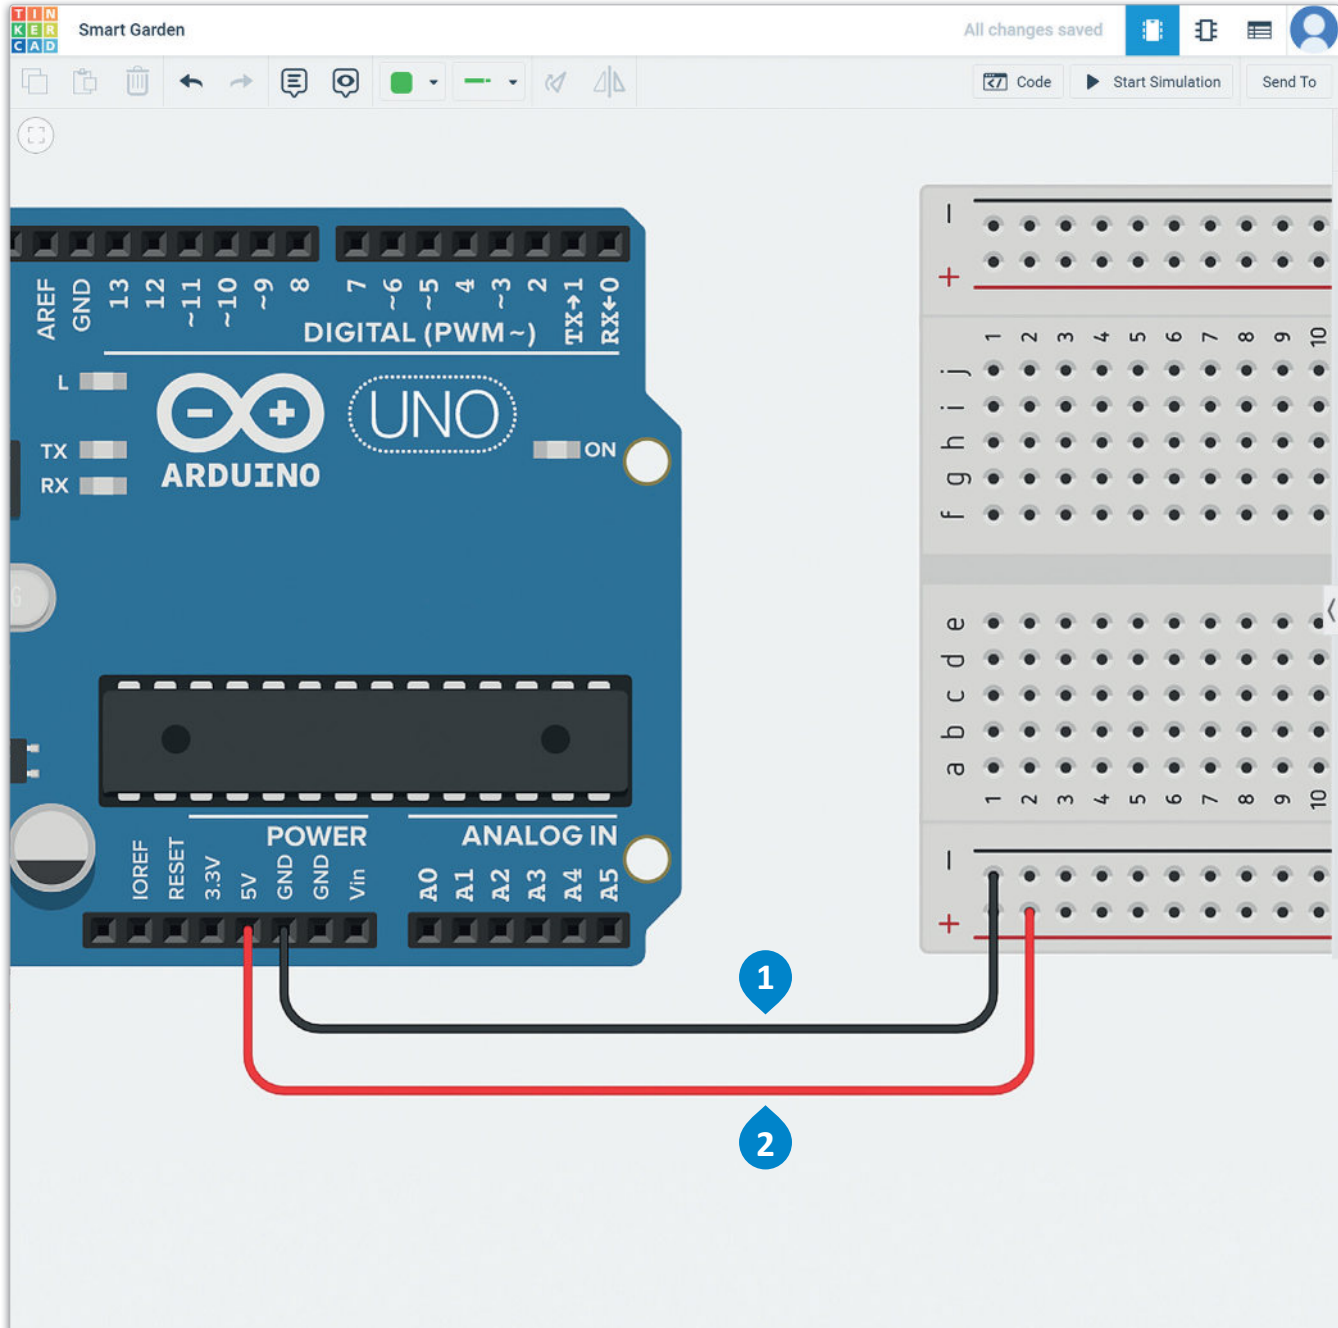 TINKERCAD
Smart Garden
All changes saved
Code
Start Simulation
Send To
AREF
GND
13
12
~11
~10
~9
8
7
~6
~5
4
~3
2
TX→1
RX←0
DIGITAL (PWM ~)
L
TX
RX
UNO
ARDUINO
ON
G
POWER
ANALOG IN
IOREF
RESET
3.3V
5V
GND
GND
Vin
A0
A1
A2
A3
A4
A5
−
+
1 2 3 4 5 6 7 8 9 10
j
i
h
g
f
e
d
c
b
a
1 2 3 4 5 6 7 8 9 10
−
+
1
2